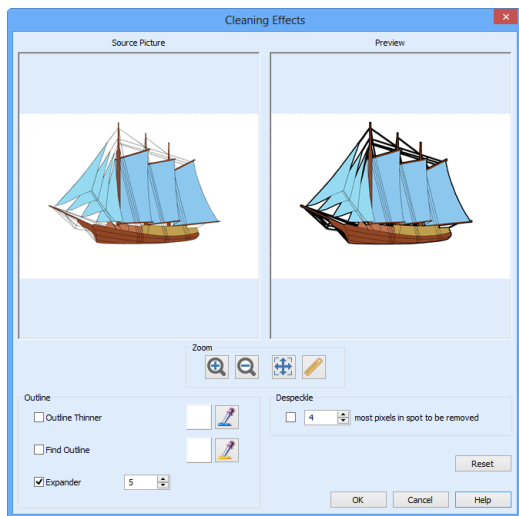 Cleaning Effects
Source Picture
Preview
Zoom
Outline
Outline Thinner
Find Outline
Expander 5
Despeckle
4 most pixels in spot to be removed
Reset
OK Cancel Help